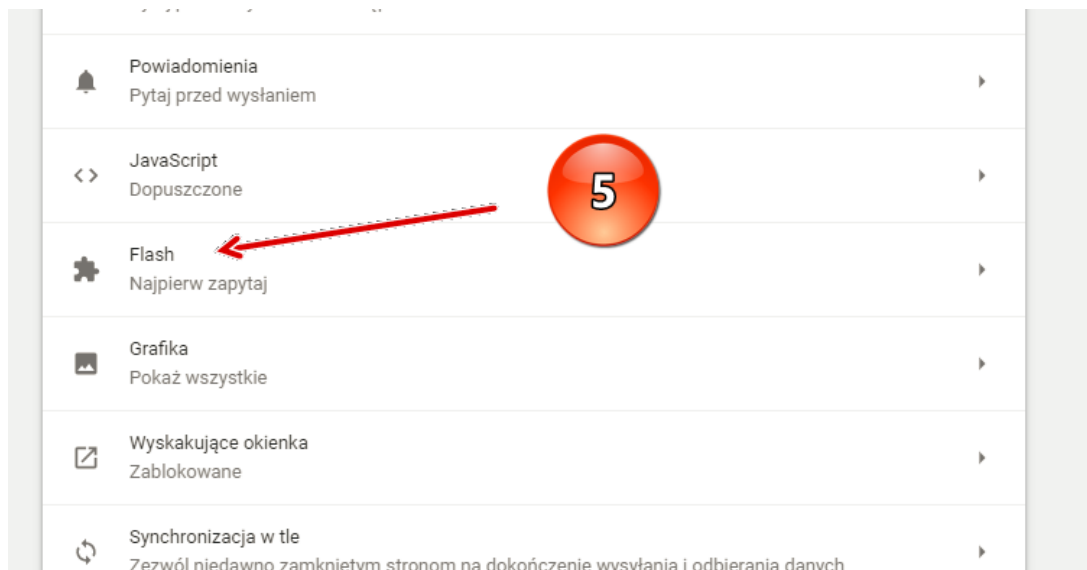 Powiadomienia
Pytaj przed wysłaniem
JavaScript
Dopuszczone
5
Flash
Najpierw zapytaj
Grafika
Pokaż wszystkie
Wyskakujące okienka
Zablokowane
Synchronizacja w tle
Zezwól niedawno zamkniętym stronom na dokończenie wysyłania i odbierania danych